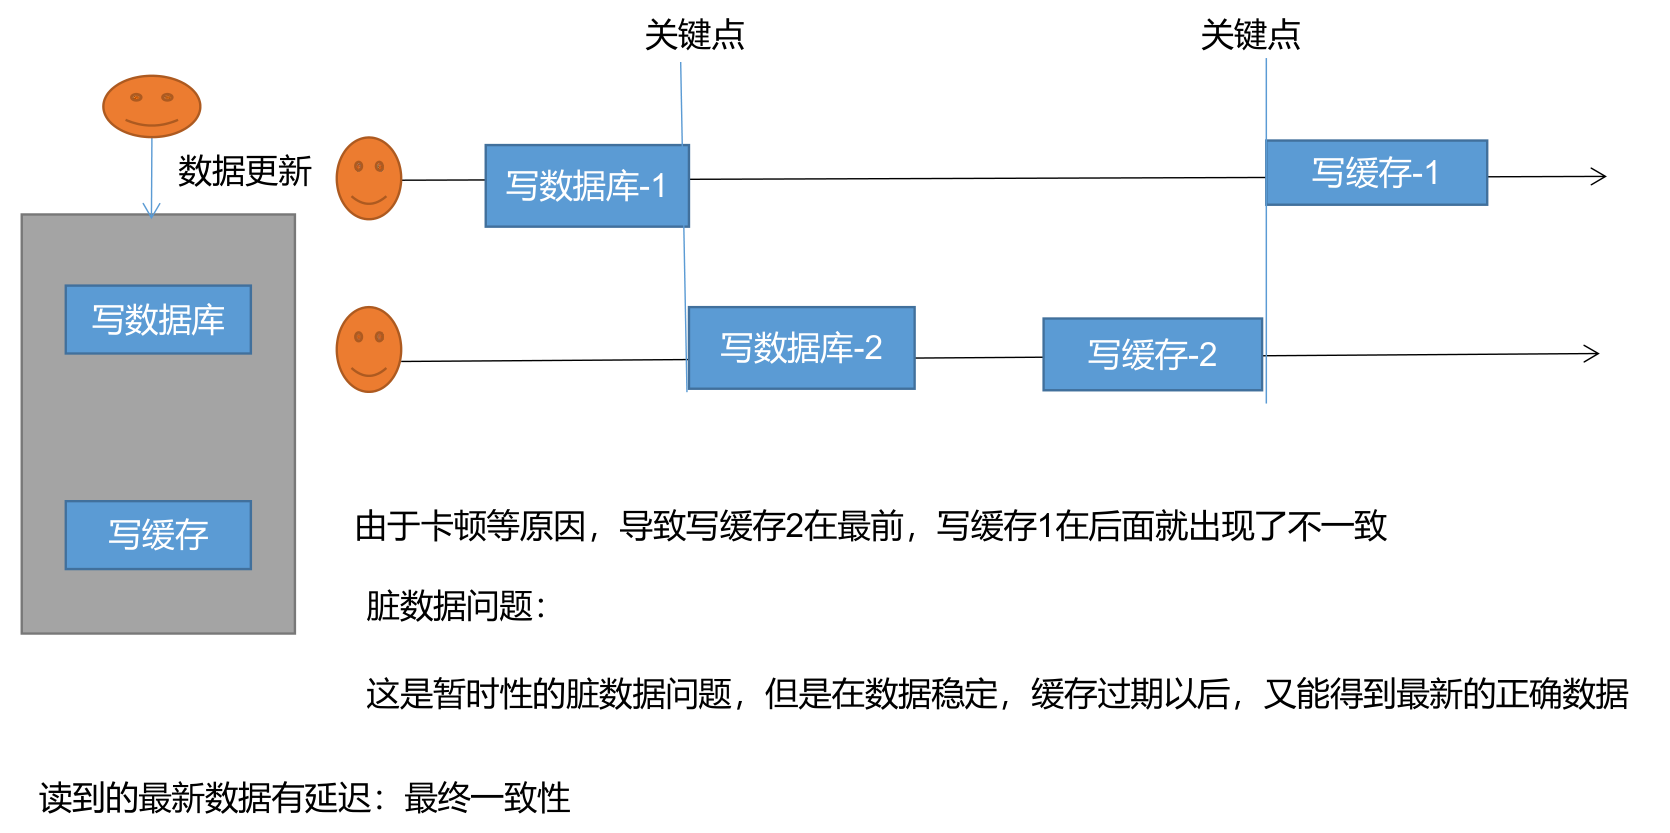 关键点
关键点
数据更新
写数据库-1
写缓存-1
写数据库
写数据库-2
写缓存-2
写缓存
由于卡顿等原因，导致写缓存2在最前，写缓存1在后面就出现了不一致
脏数据问题：
这是暂时性的脏数据问题，但是在数据稳定，缓存过期以后，又能得到最新的正确数据
读到的最新数据有延迟：最终一致性